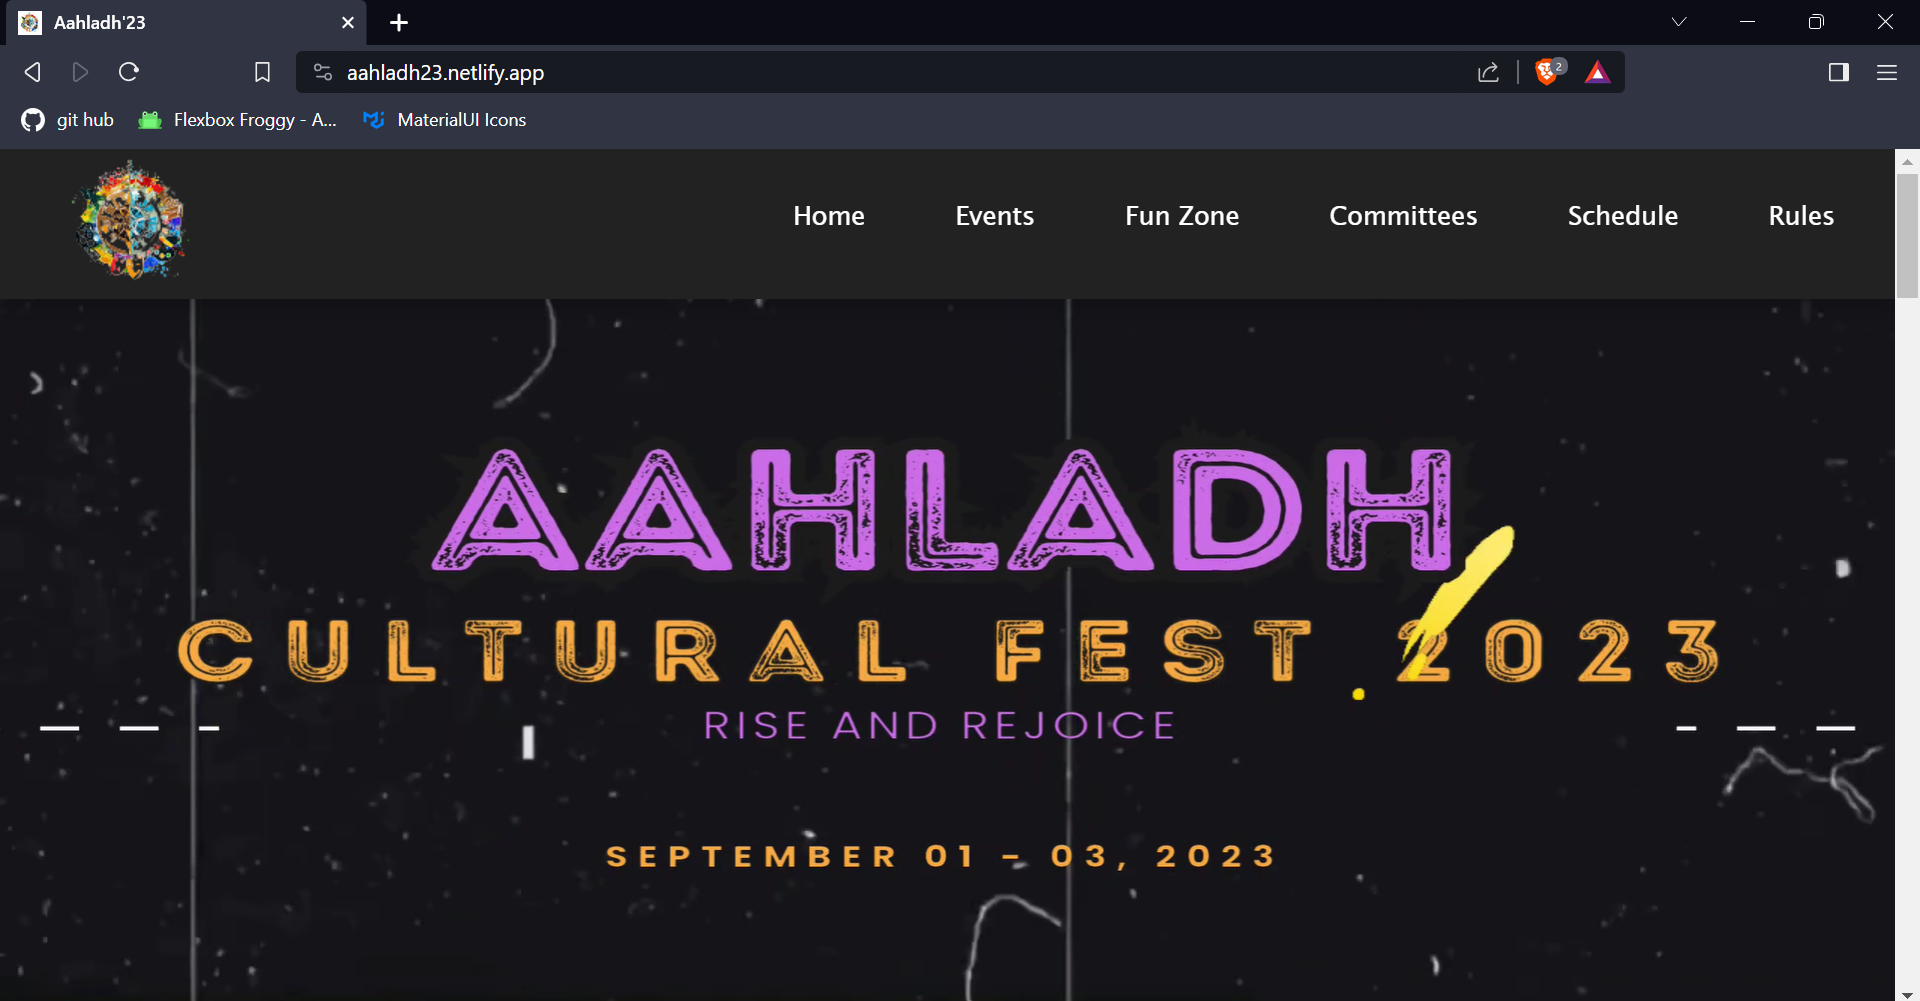 Aahladh'23
aahladh23.netlify.app
2
git hub
Flexbox Froggy - A...
MaterialUI Icons
Home
Events
Fun Zone
Committees
Schedule
Rules
AAHLADH
CULTURAL FEST 2023
RISE AND REJOICE
SEPTEMBER 01 - 03, 2023